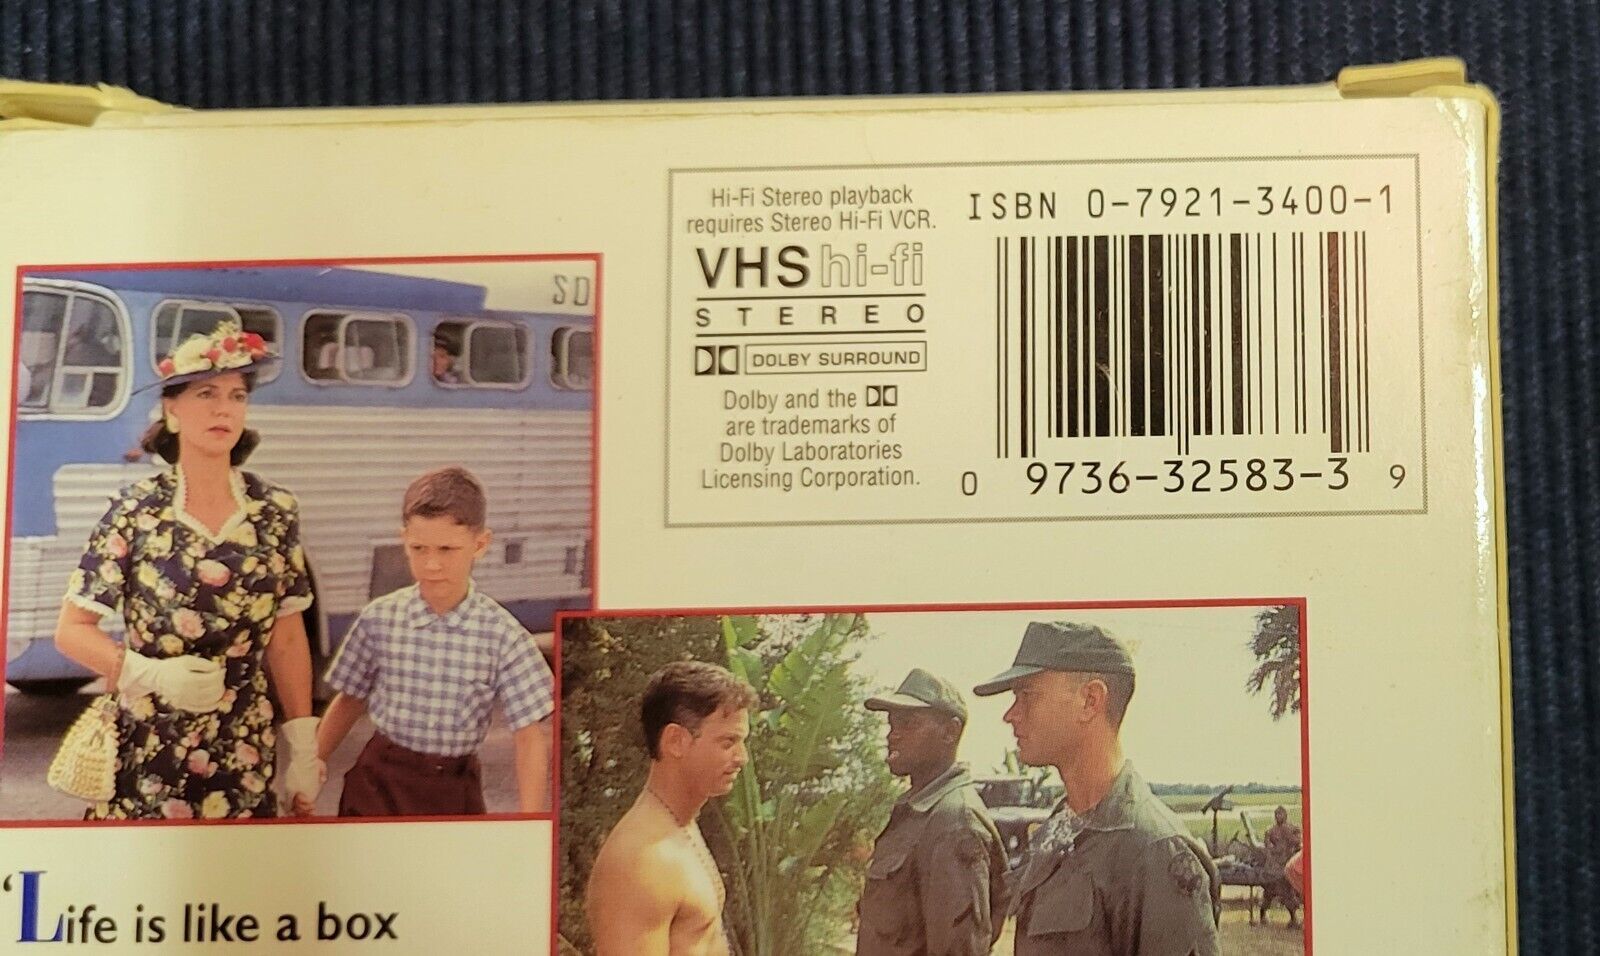 Hi-Fi Stereo playback
requires Stereo Hi-Fi VCR.
VHS hi-fi
STEREO
DOLBY SURROUND
Dolby and the
are trademarks of
Dolby Laboratories
Licensing Corporation.
ISBN 0-7921-3400-1
0 9736-32583-3 9
SO
‘Life is like a box